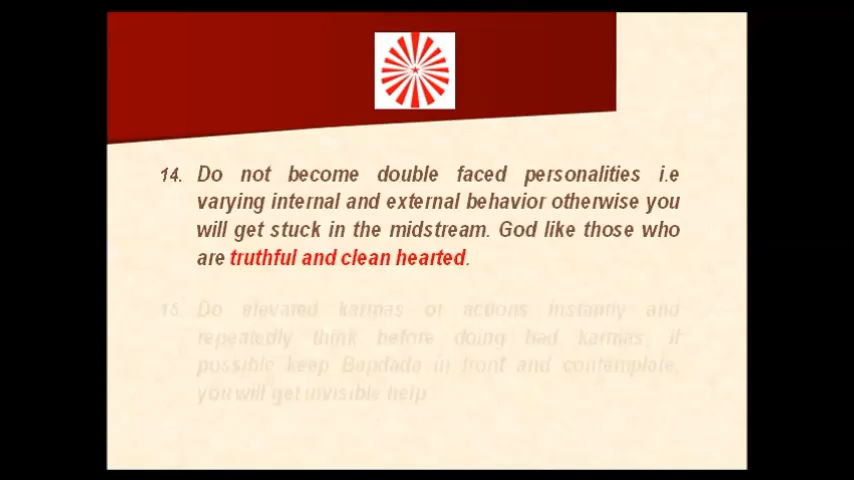 14. Do not become double faced personalities i.e
varying internal and external behavior otherwise you
will get stuck in the midstream. God like those who
are truthful and clean hearted.
15. Do elevated karmas or actions instantly and
repeatedly think before doing bad karmas, if
possible keep Bapdada in front and contemplate,
you will get invisible help